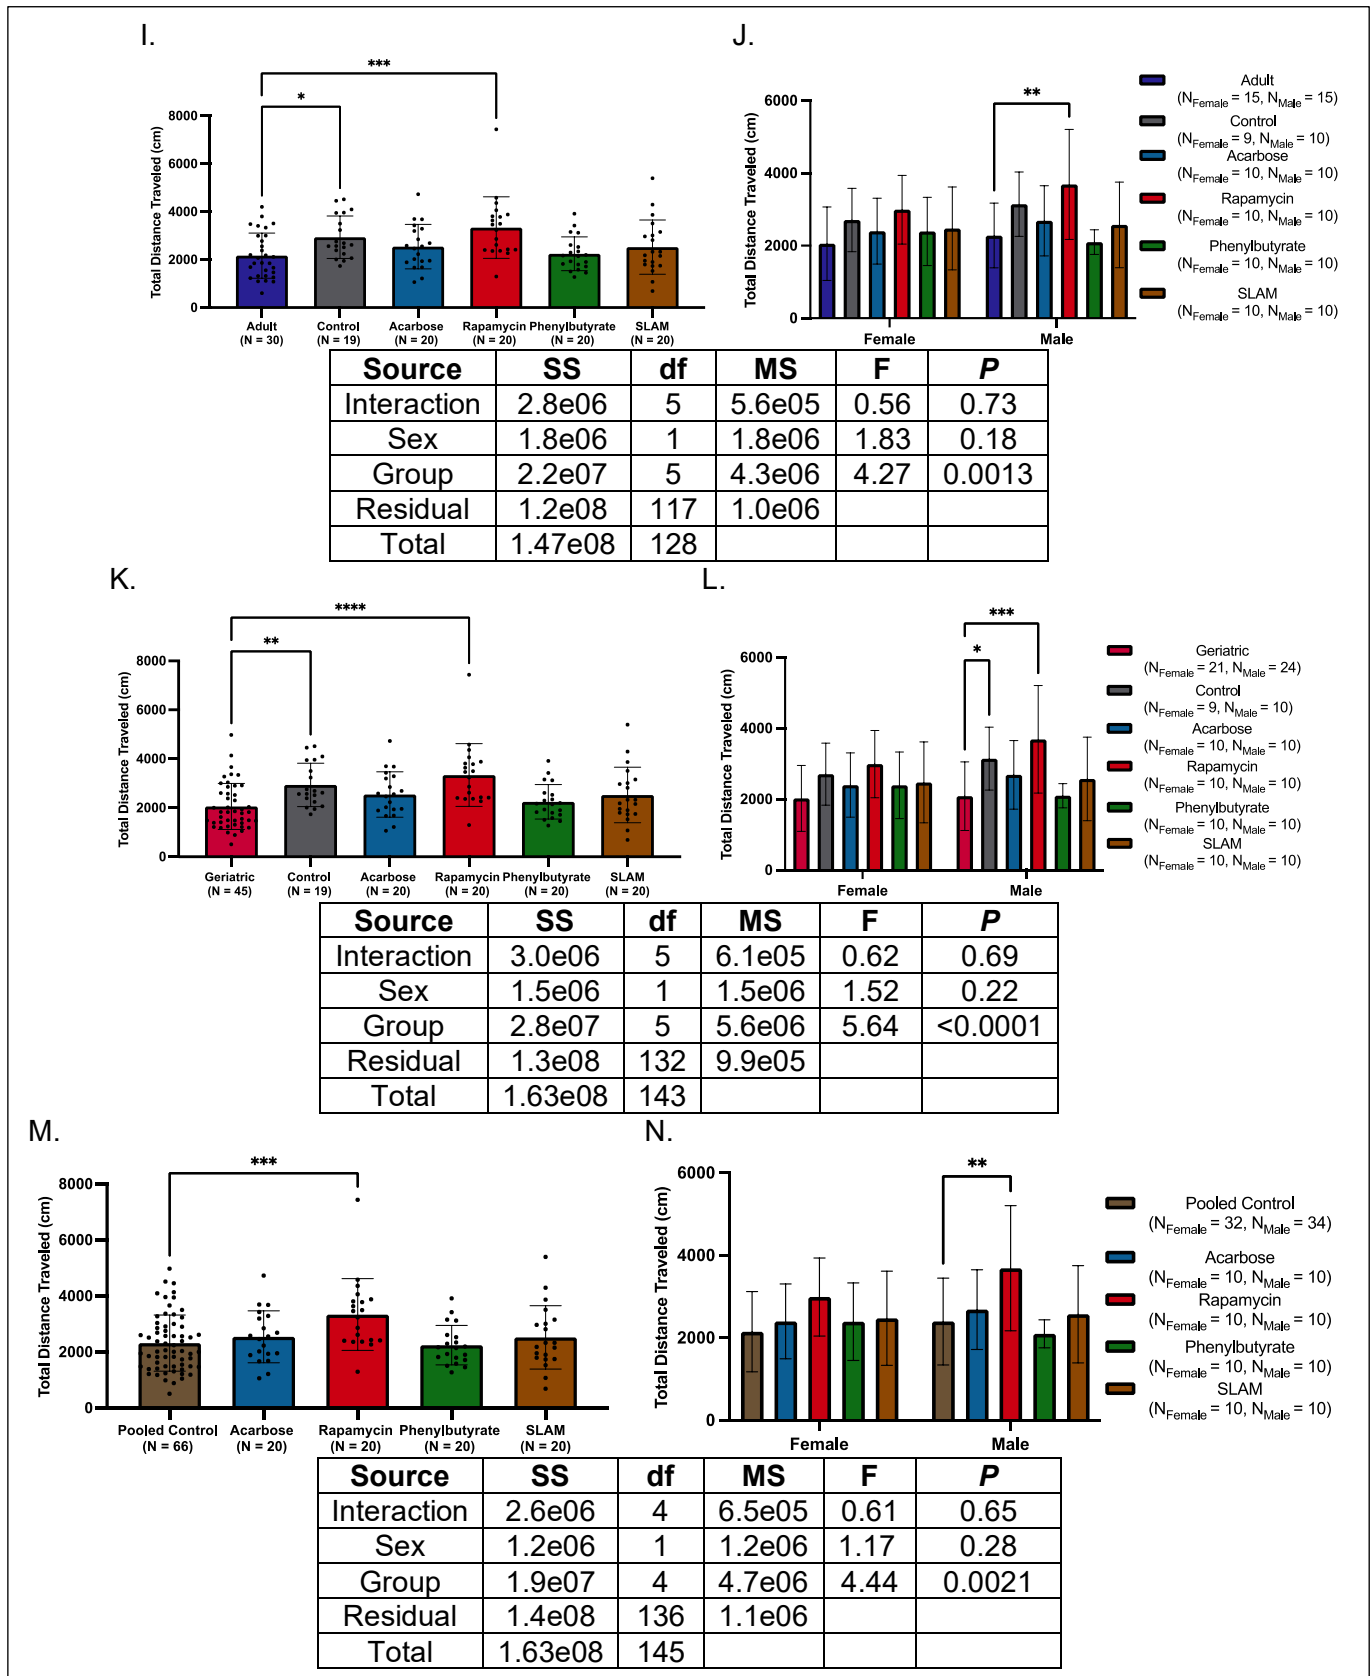 I.
***
*
Total Distance Traveled (cm)
8000
6000
4000
2000
0
Adult
(N = 30)
Control
(N = 19)
Acarbose
(N = 20)
Rapamycin
(N = 20)
Phenylbutyrate
(N = 20)
SLAM
(N = 20)
J.
**
Total Distance Traveled (cm)
6000
4000
2000
0
Female
Male
Adult
(NFemale = 15, NMale = 15)
Control
(NFemale = 9, NMale = 10)
Acarbose
(NFemale = 10, NMale = 10)
Rapamycin
(NFemale = 10, NMale = 10)
Phenylbutyrate
(NFemale = 10, NMale = 10)
SLAM
(NFemale = 10, NMale = 10)
Source SS df MS F P
Interaction 2.8e06 5 5.6e05 0.56 0.73
Sex 1.8e06 1 1.8e06 1.83 0.18
Group 2.2e07 5 4.3e06 4.27 0.0013
Residual 1.2e08 117 1.0e06
Total 1.47e08 128
K.
****
**
Total Distance Traveled (cm)
8000
6000
4000
2000
0
Geriatric
(N = 45)
Control
(N = 19)
Acarbose
(N = 20)
Rapamycin
(N = 20)
Phenylbutyrate
(N = 20)
SLAM
(N = 20)
L.
***
*
Total Distance Traveled (cm)
6000
4000
2000
0
Female
Male
Geriatric
(NFemale = 21, NMale = 24)
Control
(NFemale = 9, NMale = 10)
Acarbose
(NFemale = 10, NMale = 10)
Rapamycin
(NFemale = 10, NMale = 10)
Phenylbutyrate
(NFemale = 10, NMale = 10)
SLAM
(NFemale = 10, NMale = 10)
Source SS df MS F P
Interaction 3.0e06 5 6.1e05 0.62 0.69
Sex 1.5e06 1 1.5e06 1.52 0.22
Group 2.8e07 5 5.6e06 5.64 <0.0001
Residual 1.3e08 132 9.9e05
Total 1.63e08 143
M.
***
Total Distance Traveled (cm)
8000
6000
4000
2000
0
Pooled Control
(N = 66)
Acarbose
(N = 20)
Rapamycin
(N = 20)
Phenylbutyrate
(N = 20)
SLAM
(N = 20)
N.
**
Total Distance Traveled (cm)
6000
4000
2000
0
Female
Male
Pooled Control
(NFemale = 32, NMale = 34)
Acarbose
(NFemale = 10, NMale = 10)
Rapamycin
(NFemale = 10, NMale = 10)
Phenylbutyrate
(NFemale = 10, NMale = 10)
SLAM
(NFemale = 10, NMale = 10)
Source SS df MS F P
Interaction 2.6e06 4 6.5e05 0.61 0.65
Sex 1.2e06 1 1.2e06 1.17 0.28
Group 1.9e07 4 4.7e06 4.44 0.0021
Residual 1.4e08 136 1.1e06
Total 1.63e08 145